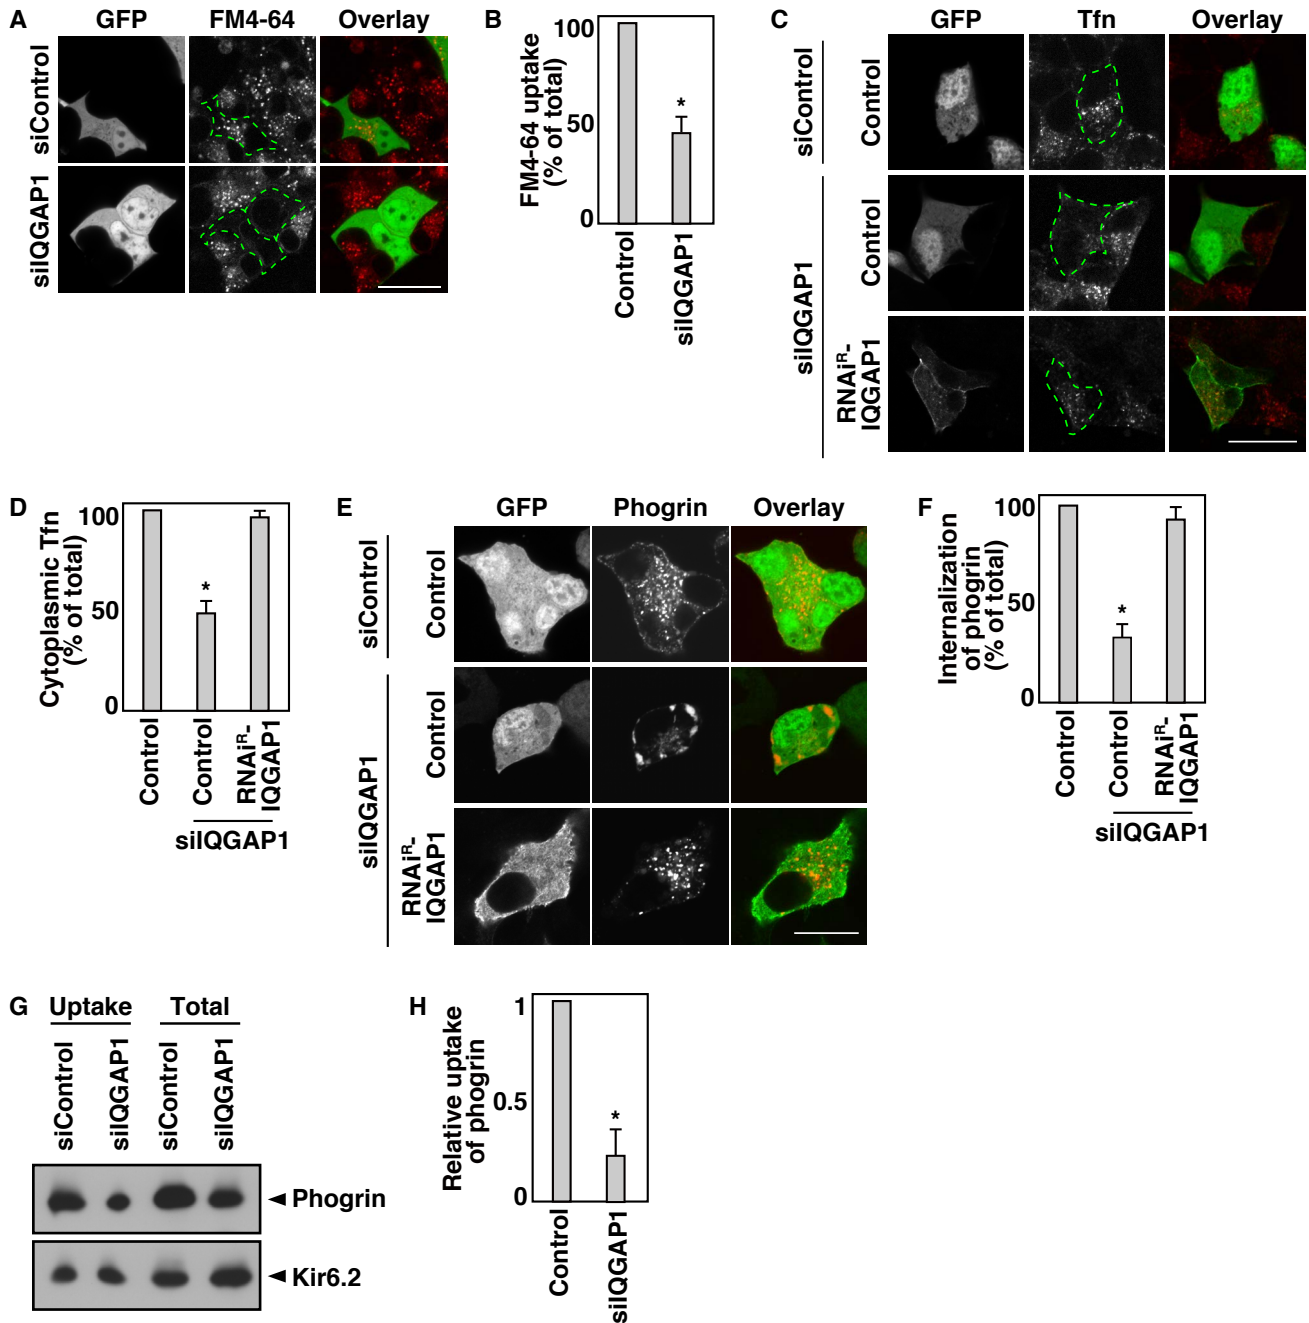 A
GFP
FM4-64
Overlay
siControl
siIQGAP1
B
FM4-64 uptake
(% of total)
100
50
0
*
Control
siIQGAP1
C
GFP
Tfn
Overlay
siControl
Control
siIQGAP1
Control
RNAiR-
IQGAP1
D
Cytoplasmic Tfn
(% of total)
100
50
0
*
Control
Control
RNAiR-
IQGAP1
siIQGAP1
E
GFP
Phogrin
Overlay
siControl
Control
siIQGAP1
Control
RNAiR-
IQGAP1
F
Internalization
of phogrin
(% of total)
100
50
0
*
Control
Control
RNAiR-
IQGAP1
siIQGAP1
G
Uptake
Total
siControl
siIQGAP1
siControl
siIQGAP1
Phogrin
Kir6.2
H
Relative uptake
of phogrin
1
0.5
0
*
Control
siIQGAP1